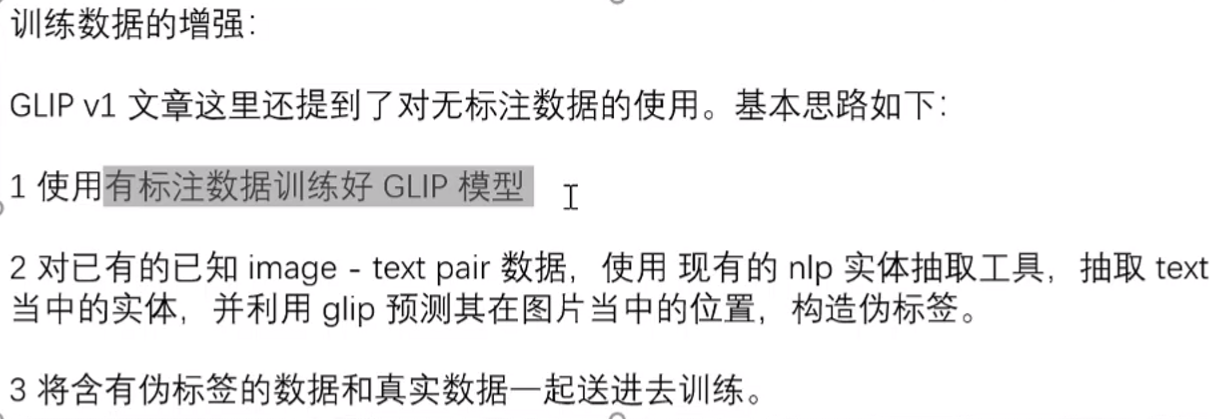 训练数据的增强：
GLIP v1 文章这里还提到了对无标注数据的使用。基本思路如下：
1 使用有标注数据训练好 GLIP 模型
2 对已有的已知 image - text pair 数据，使用 现有的 nlp 实体抽取工具，抽取 text
当中的实体，并利用 glip 预测其在图片当中的位置，构造伪标签。
3 将含有伪标签的数据和真实数据一起送进去训练。